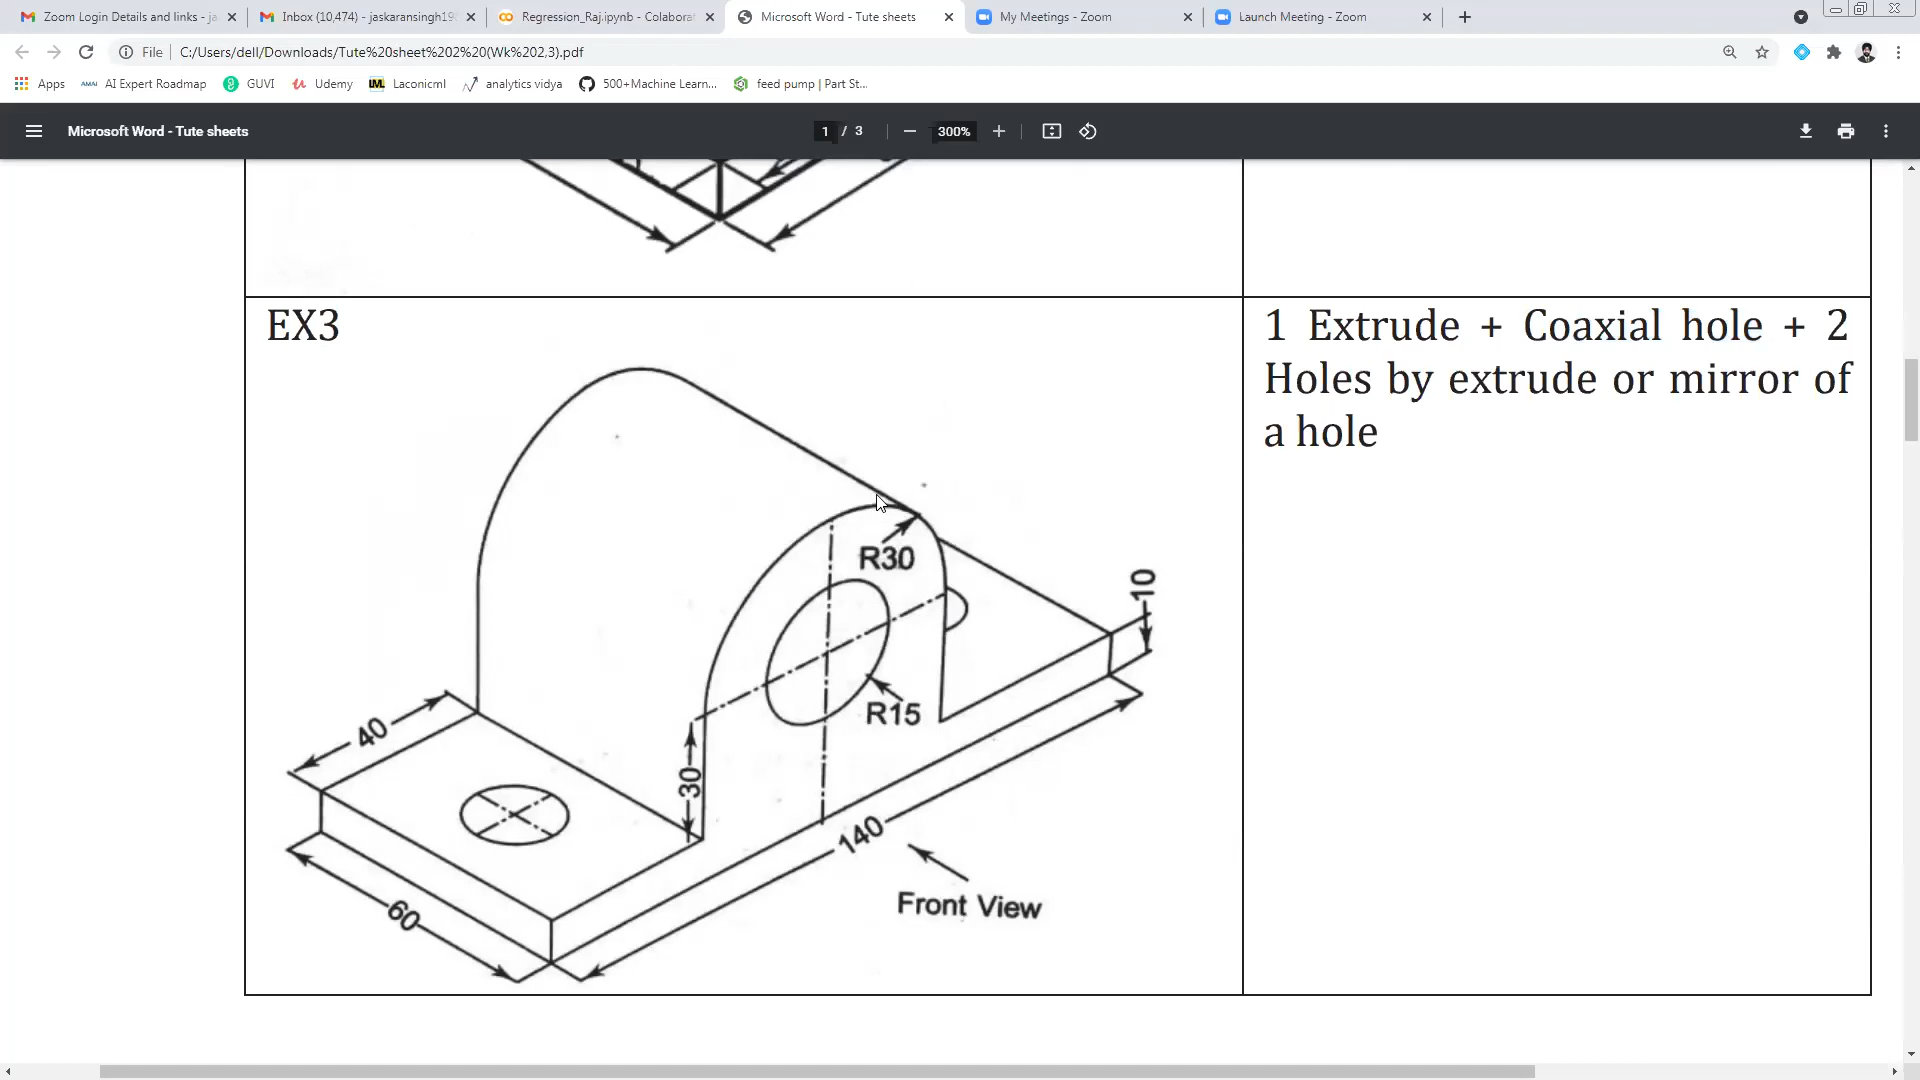 Zoom Login Details and links - ja
Inbox (10,474) - jaskaransingh19
Regression_Raj.ipynb - Colaborat
Microsoft Word - Tute sheets
My Meetings - Zoom
Launch Meeting - Zoom
File
C:/Users/dell/Downloads/Tute%20sheet%202%20(Wk%202,3).pdf
Apps
AMAI AI Expert Roadmap
GUVI
Udemy
Laconicml
analytics vidya
500+Machine Learn...
feed pump | Part St...
Microsoft Word - Tute sheets
1 / 3
300%
EX3
1 Extrude + Coaxial hole + 2
Holes by extrude or mirror of
a hole
R30
10
R15
40
30
140
60
Front View